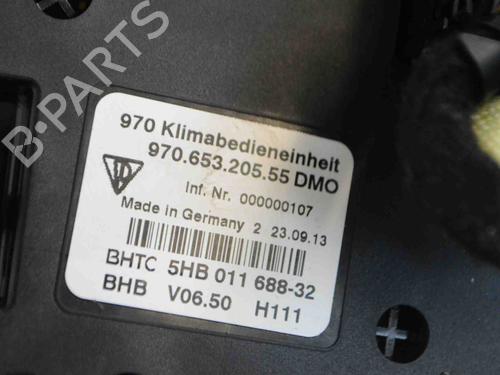 B-PARTS
970 Klimabedieneinheit
970.653.205.55 DMO
Inf. Nr. 000000107
Made in Germany 2 23.09.13
BHTC 5HB 011 688-32
BHB V06.50 H111